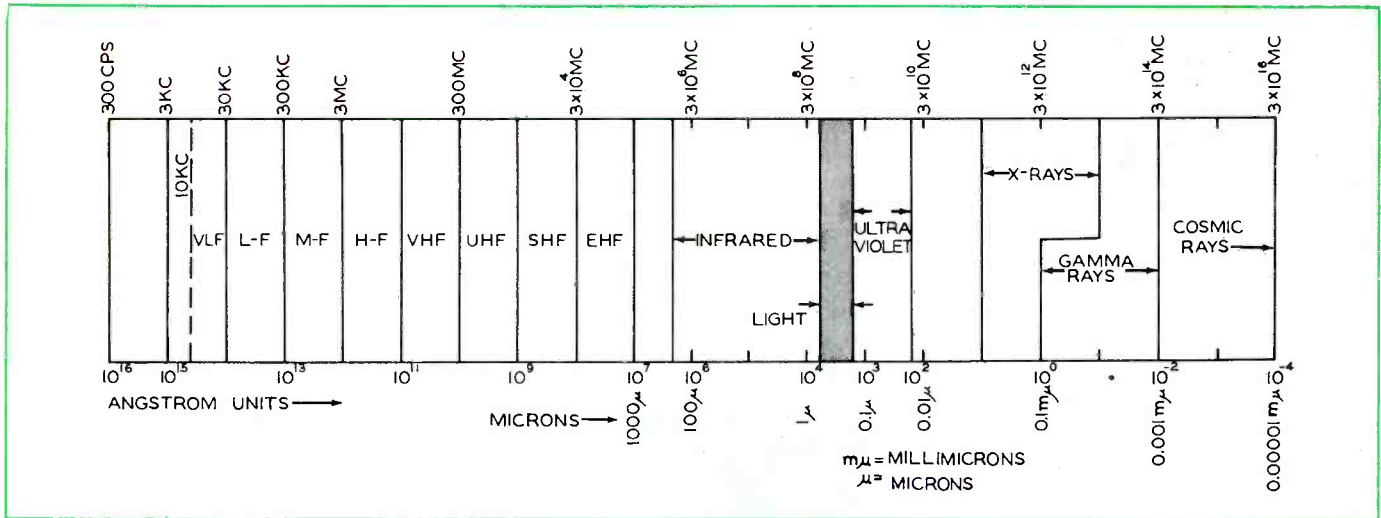 300 CPS
3KC
30KC
300KC
3MC
300MC
3×10⁴MC
3×10⁶MC
3×10⁸MC
3×10¹⁰MC
3×10¹²MC
3×10¹⁴MC
3×10¹⁶MC
10KC
VLF
L-F
M-F
H-F
VHF
UHF
SHF
EHF
INFRARED
LIGHT
ULTRA
VIOLET
X-RAYS
GAMMA
RAYS
COSMIC
RAYS
10¹⁶
10¹⁵
10¹³
10¹¹
10⁹
10⁷
10⁶
10⁴
10³
10²
10⁰
10⁻²
10⁻⁴
ANGSTROM UNITS
MICRONS
1000μ
100μ
1μ
0.1μ
0.01μ
0.1mμ
0.001mμ
0.00001mμ
mμ= MILLIMICRONS
μ= MICRONS